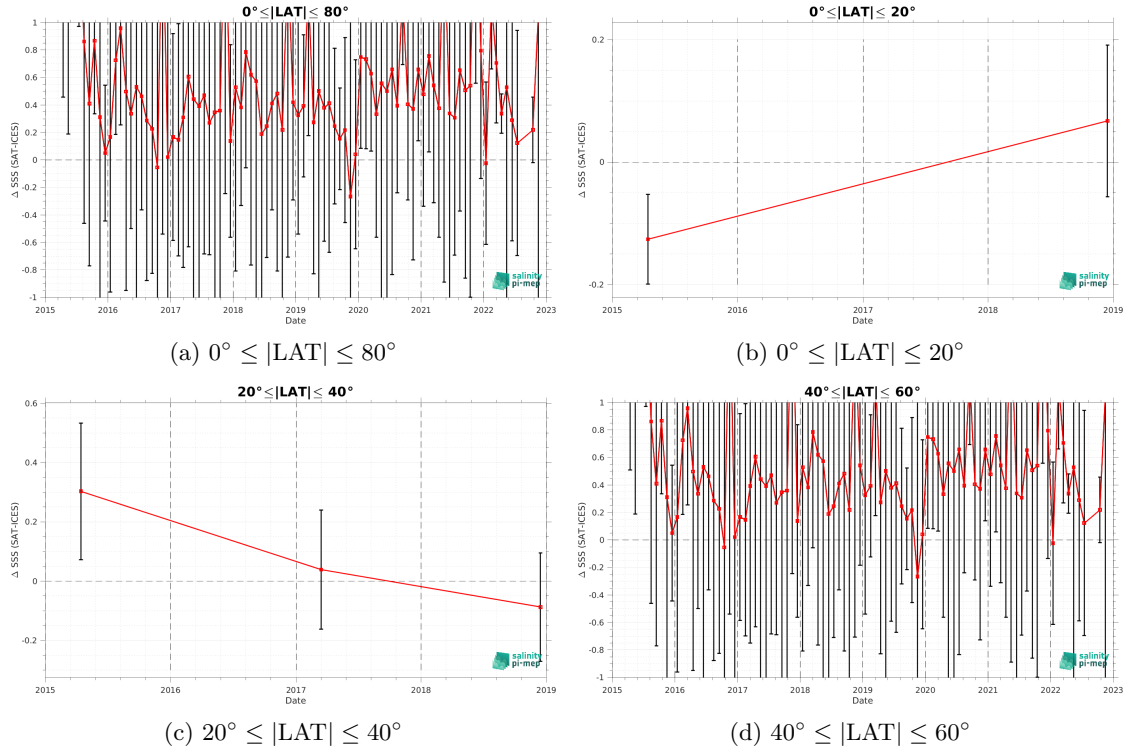 0°≤|LAT|≤ 80°
1
0.8
0.6
0.4
0.2
0
-0.2
-0.4
-0.6
-0.8
-1
Δ SSS (SAT-ICES)
2015 2016 2017 2018 2019 2020 2021 2022 2023
Date
salinity
pi-mep
(a) 0° ≤ |LAT| ≤ 80°
0°≤|LAT|≤ 20°
0.2
0
-0.2
Δ SSS (SAT-ICES)
2015 2016 2017 2018 2019
Date
salinity
pi-mep
(b) 0° ≤ |LAT| ≤ 20°
20°≤|LAT|≤ 40°
0.6
0.4
0.2
0
-0.2
Δ SSS (SAT-ICES)
2015 2016 2017 2018 2019
Date
salinity
pi-mep
(c) 20° ≤ |LAT| ≤ 40°
40°≤|LAT|≤ 60°
1
0.8
0.6
0.4
0.2
0
-0.2
-0.4
-0.6
-0.8
-1
Δ SSS (SAT-ICES)
2015 2016 2017 2018 2019 2020 2021 2022 2023
Date
salinity
pi-mep
(d) 40° ≤ |LAT| ≤ 60°